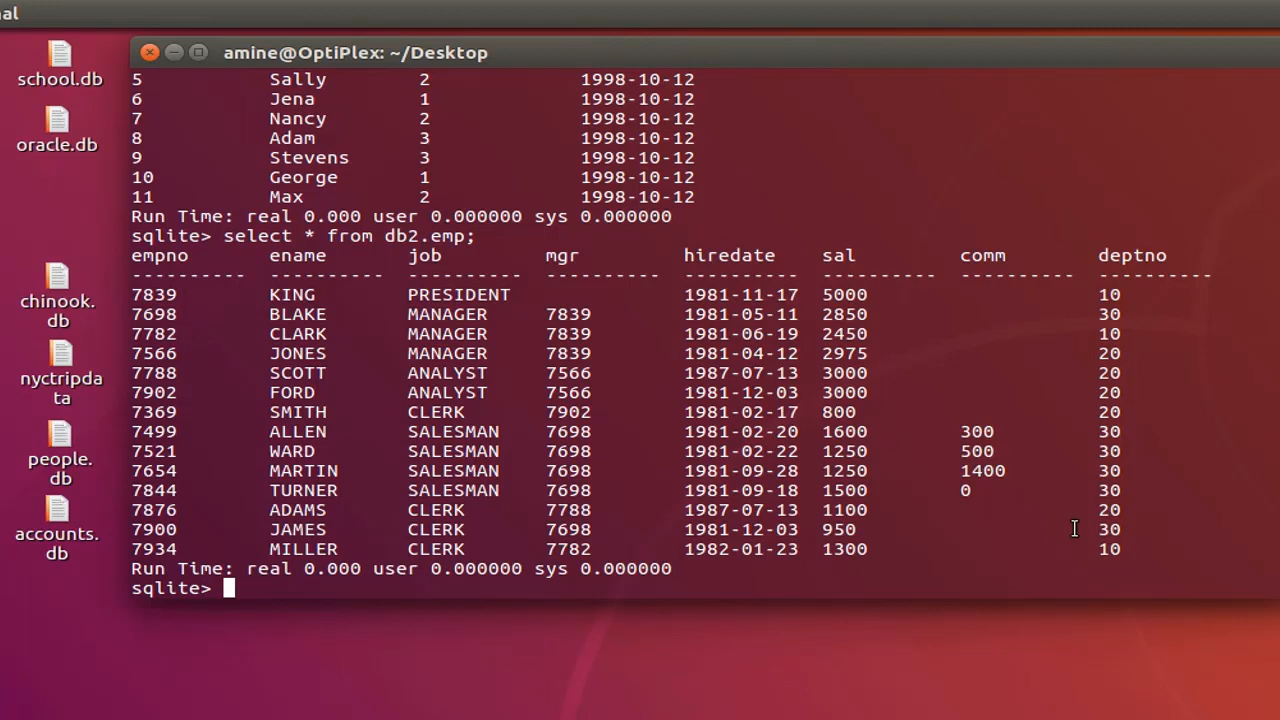 al
school.db
oracle.db
chinook.
db
nyctripda
ta
people.
db
accounts.
db
amine@OptiPlex: ~/Desktop
5 Sally 2 1998-10-12
6 Jena 1 1998-10-12
7 Nancy 2 1998-10-12
8 Adam 3 1998-10-12
9 Stevens 3 1998-10-12
10 George 1 1998-10-12
11 Max 2 1998-10-12
Run Time: real 0.000 user 0.000000 sys 0.000000
sqlite> select * from db2.emp;
empno ename job mgr hiredate sal comm deptno
---------- ---------- ---------- ---------- ---------- ---------- ---------- ----------
7839 KING PRESIDENT 1981-11-17 5000 10
7698 BLAKE MANAGER 7839 1981-05-11 2850 30
7782 CLARK MANAGER 7839 1981-06-19 2450 10
7566 JONES MANAGER 7839 1981-04-12 2975 20
7788 SCOTT ANALYST 7566 1987-07-13 3000 20
7902 FORD ANALYST 7566 1981-12-03 3000 20
7369 SMITH CLERK 7902 1981-02-17 800 20
7499 ALLEN SALESMAN 7698 1981-02-20 1600 300 30
7521 WARD SALESMAN 7698 1981-02-22 1250 500 30
7654 MARTIN SALESMAN 7698 1981-09-28 1250 1400 30
7844 TURNER SALESMAN 7698 1981-09-18 1500 0 30
7876 ADAMS CLERK 7788 1987-07-13 1100 20
7900 JAMES CLERK 7698 1981-12-03 950 30
7934 MILLER CLERK 7782 1982-01-23 1300 10
Run Time: real 0.000 user 0.000000 sys 0.000000
sqlite>